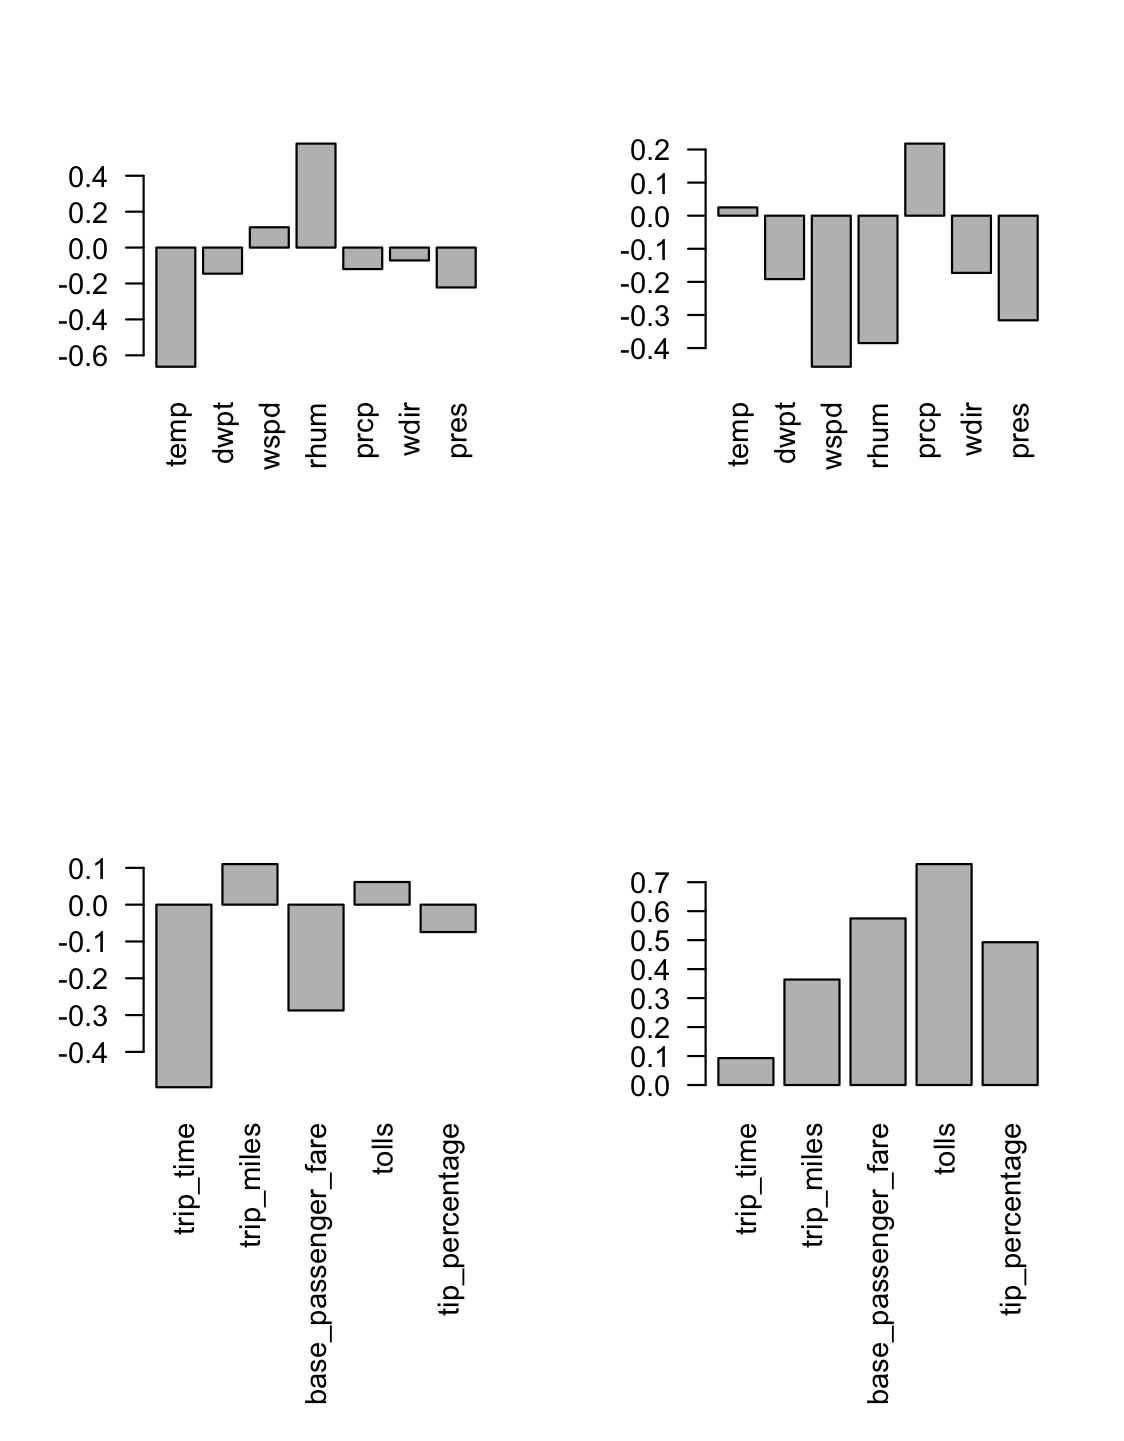 0.4
0.2
0.0
-0.2
-0.4
-0.6
temp
dwpt
wspd
rhum
prcp
wdir
pres
0.2
0.1
0.0
-0.1
-0.2
-0.3
-0.4
temp
dwpt
wspd
rhum
prcp
wdir
pres
0.1
0.0
-0.1
-0.2
-0.3
-0.4
trip_time
trip_miles
base_passenger_fare
tolls
tip_percentage
0.7
0.6
0.5
0.4
0.3
0.2
0.1
0.0
trip_time
trip_miles
base_passenger_fare
tolls
tip_percentage